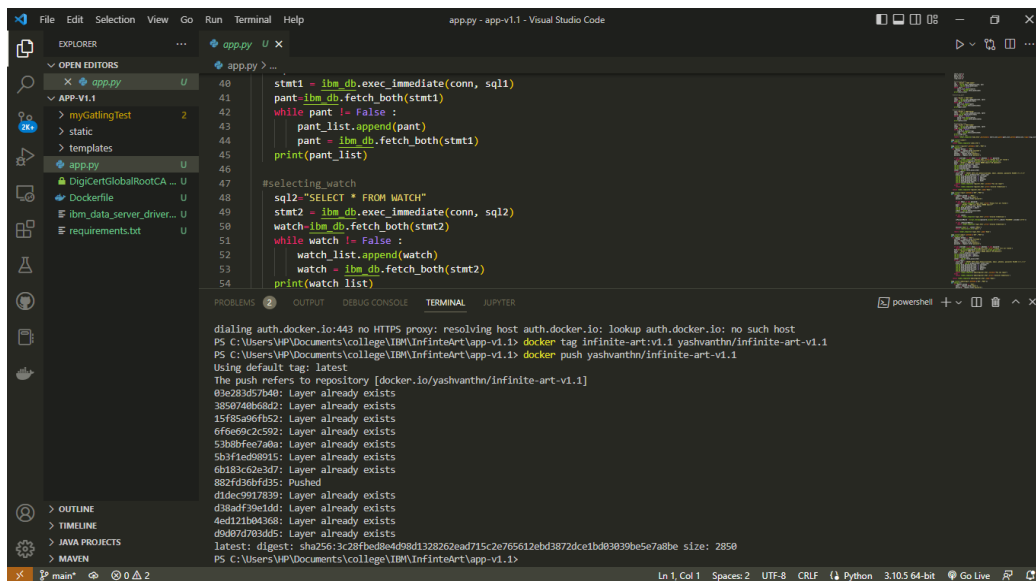 File Edit Selection View Go Run Terminal Help
app.py - app-v1.1 - Visual Studio Code
EXPLORER
OPEN EDITORS
app.py U
APP-V1.1
myGatlingTest 2
static
templates
app.py U
DigiCertGlobalRootCA ... U
Dockerfile U
ibm_data_server_driver... U
requirements.txt U
OUTLINE
TIMELINE
JAVA PROJECTS
MAVEN
2K+
app.py U
app.py > ...
40 stmt1 = ibm_db.exec_immediate(conn, sql1)
41 pant=ibm_db.fetch_both(stmt1)
42 while pant != False :
43 pant_list.append(pant)
44 pant = ibm_db.fetch_both(stmt1)
45 print(pant_list)
46
47 #selecting_watch
48 sql2="SELECT * FROM WATCH"
49 stmt2 = ibm_db.exec_immediate(conn, sql2)
50 watch=ibm_db.fetch_both(stmt2)
51 while watch != False :
52 watch_list.append(watch)
53 watch = ibm_db.fetch_both(stmt2)
54 print(watch_list)
PROBLEMS 2 OUTPUT DEBUG CONSOLE TERMINAL JUPYTER
powershell
dialing auth.docker.io:443 no HTTPS proxy: resolving host auth.docker.io: lookup auth.docker.io: no such host
PS C:\Users\HP\Documents\college\IBM\InfinteArt\app-v1.1> docker tag infinite-art:v1.1 yashvanthn/infinite-art-v1.1
PS C:\Users\HP\Documents\college\IBM\InfinteArt\app-v1.1> docker push yashvanthn/infinite-art-v1.1
Using default tag: latest
The push refers to repository [docker.io/yashvanthn/infinite-art-v1.1]
03e283d57b40: Layer already exists
3850740b68d2: Layer already exists
15f85a96fb52: Layer already exists
6f6e69c2c592: Layer already exists
53b8bfee7a0a: Layer already exists
5b3f1ed98915: Layer already exists
6b183c62e3d7: Layer already exists
882fd36bfd35: Pushed
d1dec9917839: Layer already exists
d38adf39e1dd: Layer already exists
4ed121b04368: Layer already exists
d9d07d703dd5: Layer already exists
latest: digest: sha256:3c28fbed8e4d98d1328262ead715c2e765612ebd3872dce1bd03039be5e7a8be size: 2850
PS C:\Users\HP\Documents\college\IBM\InfinteArt\app-v1.1>
main* 0 2 Ln 1, Col 1 Spaces: 2 UTF-8 CRLF Python 3.10.5 64-bit Go Live